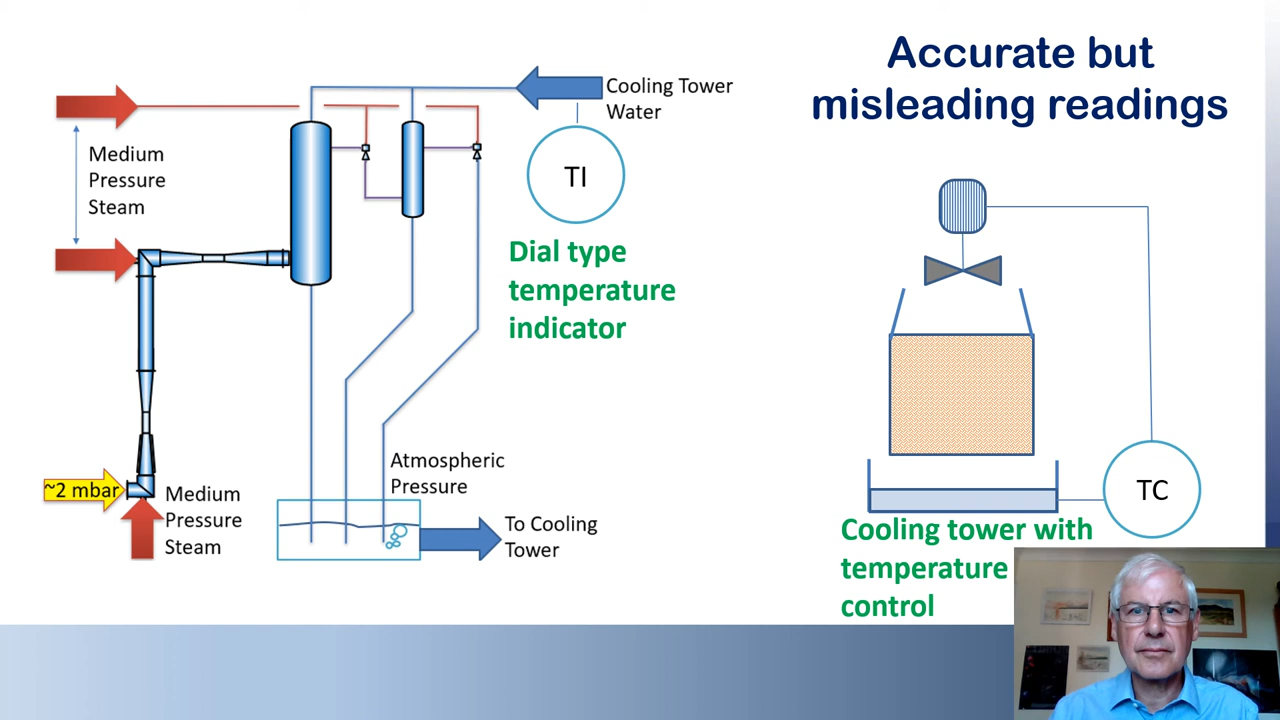 Accurate but
misleading readings
Cooling Tower
Water
Medium
Pressure
Steam
TI
Dial type
temperature
indicator
~2 mbar
Medium
Pressure
Steam
Atmospheric
Pressure
To Cooling
Tower
TC
Cooling tower with
temperature
control